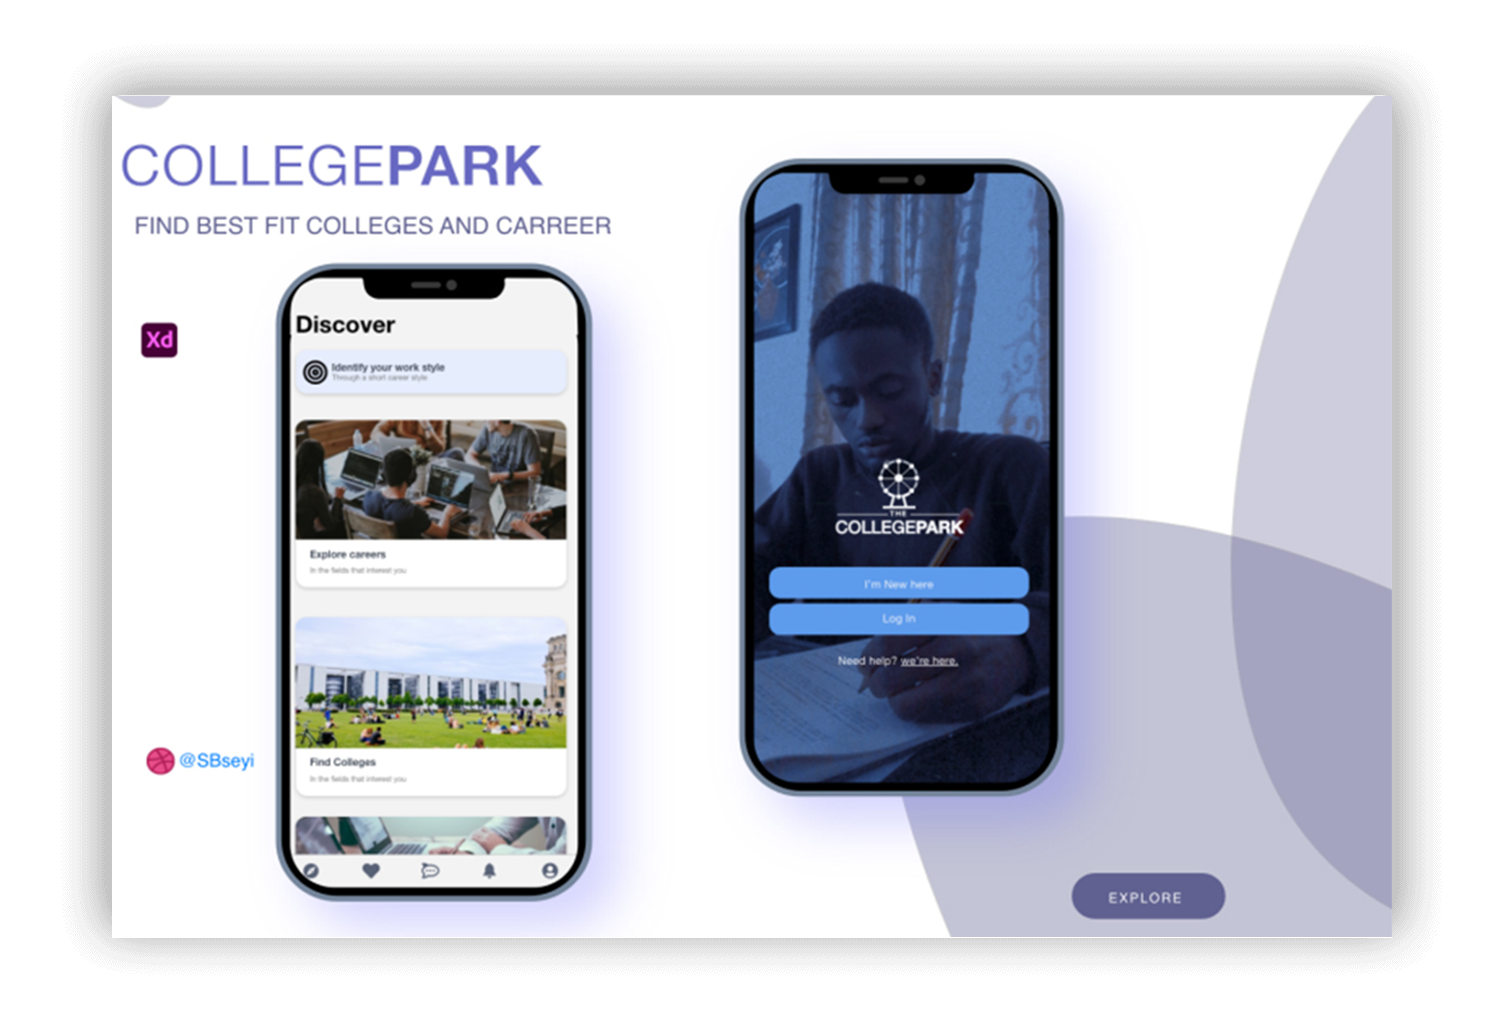 COLLEGEPARK
FIND BEST FIT COLLEGES AND CARREER
Xd
@SBseyi
Discover
Identify your work style
Through a short career style
Explore careers
In the fields that interest you
Find Colleges
In the fields that interest you
THE
COLLEGEPARK
I'm New here
Log In
Need help? we're here.
EXPLORE